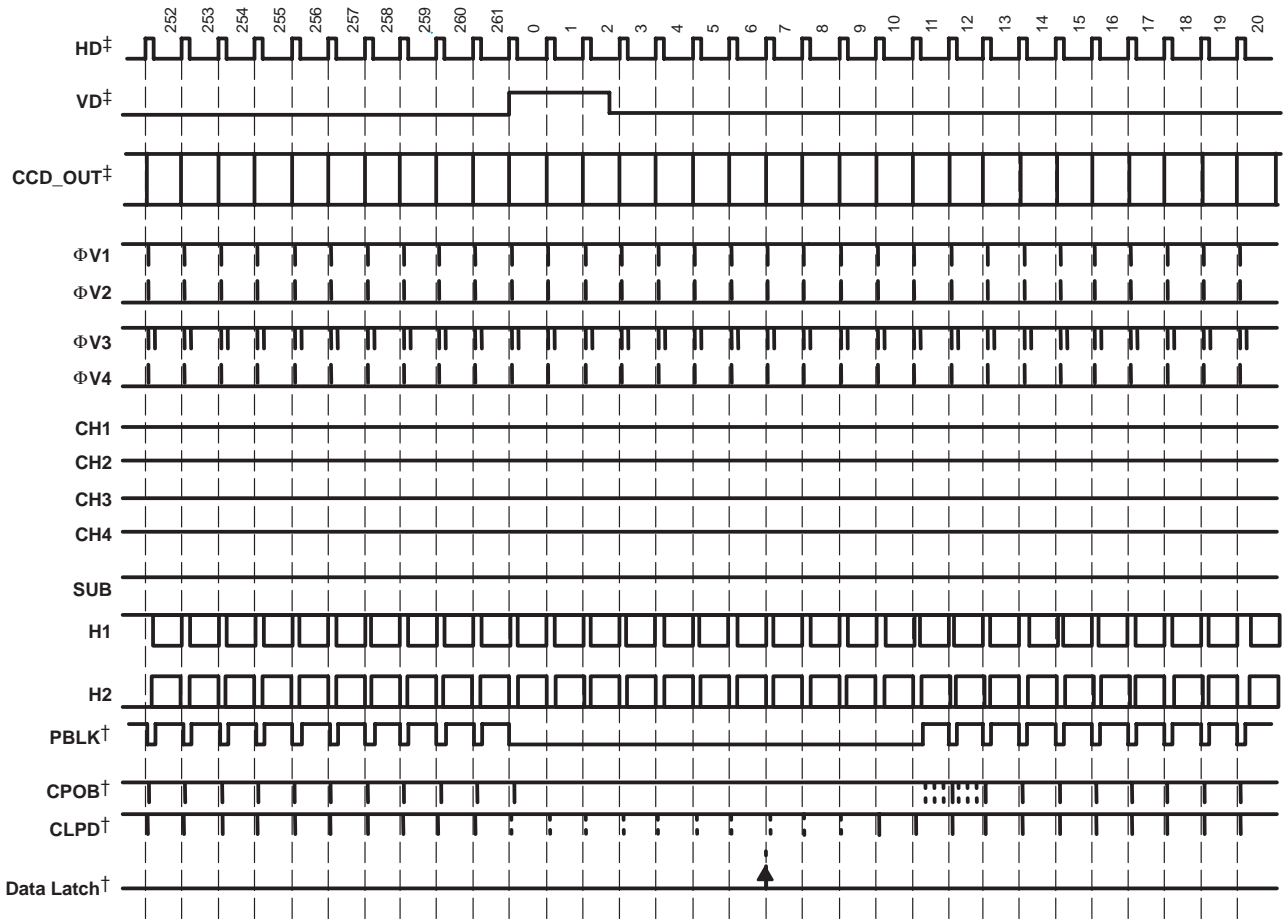 252 253 254 255 256 257 258 259 260 261 0 1 2 3 4 5 6 7 8 9 10 11 12 13 14 15 16 17 18 19 20
HD‡
VD‡
CCD_OUT‡
ΦV1
ΦV2
ΦV3
ΦV4
CH1
CH2
CH3
CH4
SUB
H1
H2
PBLK†
CPOB†
CLPD†
Data Latch†